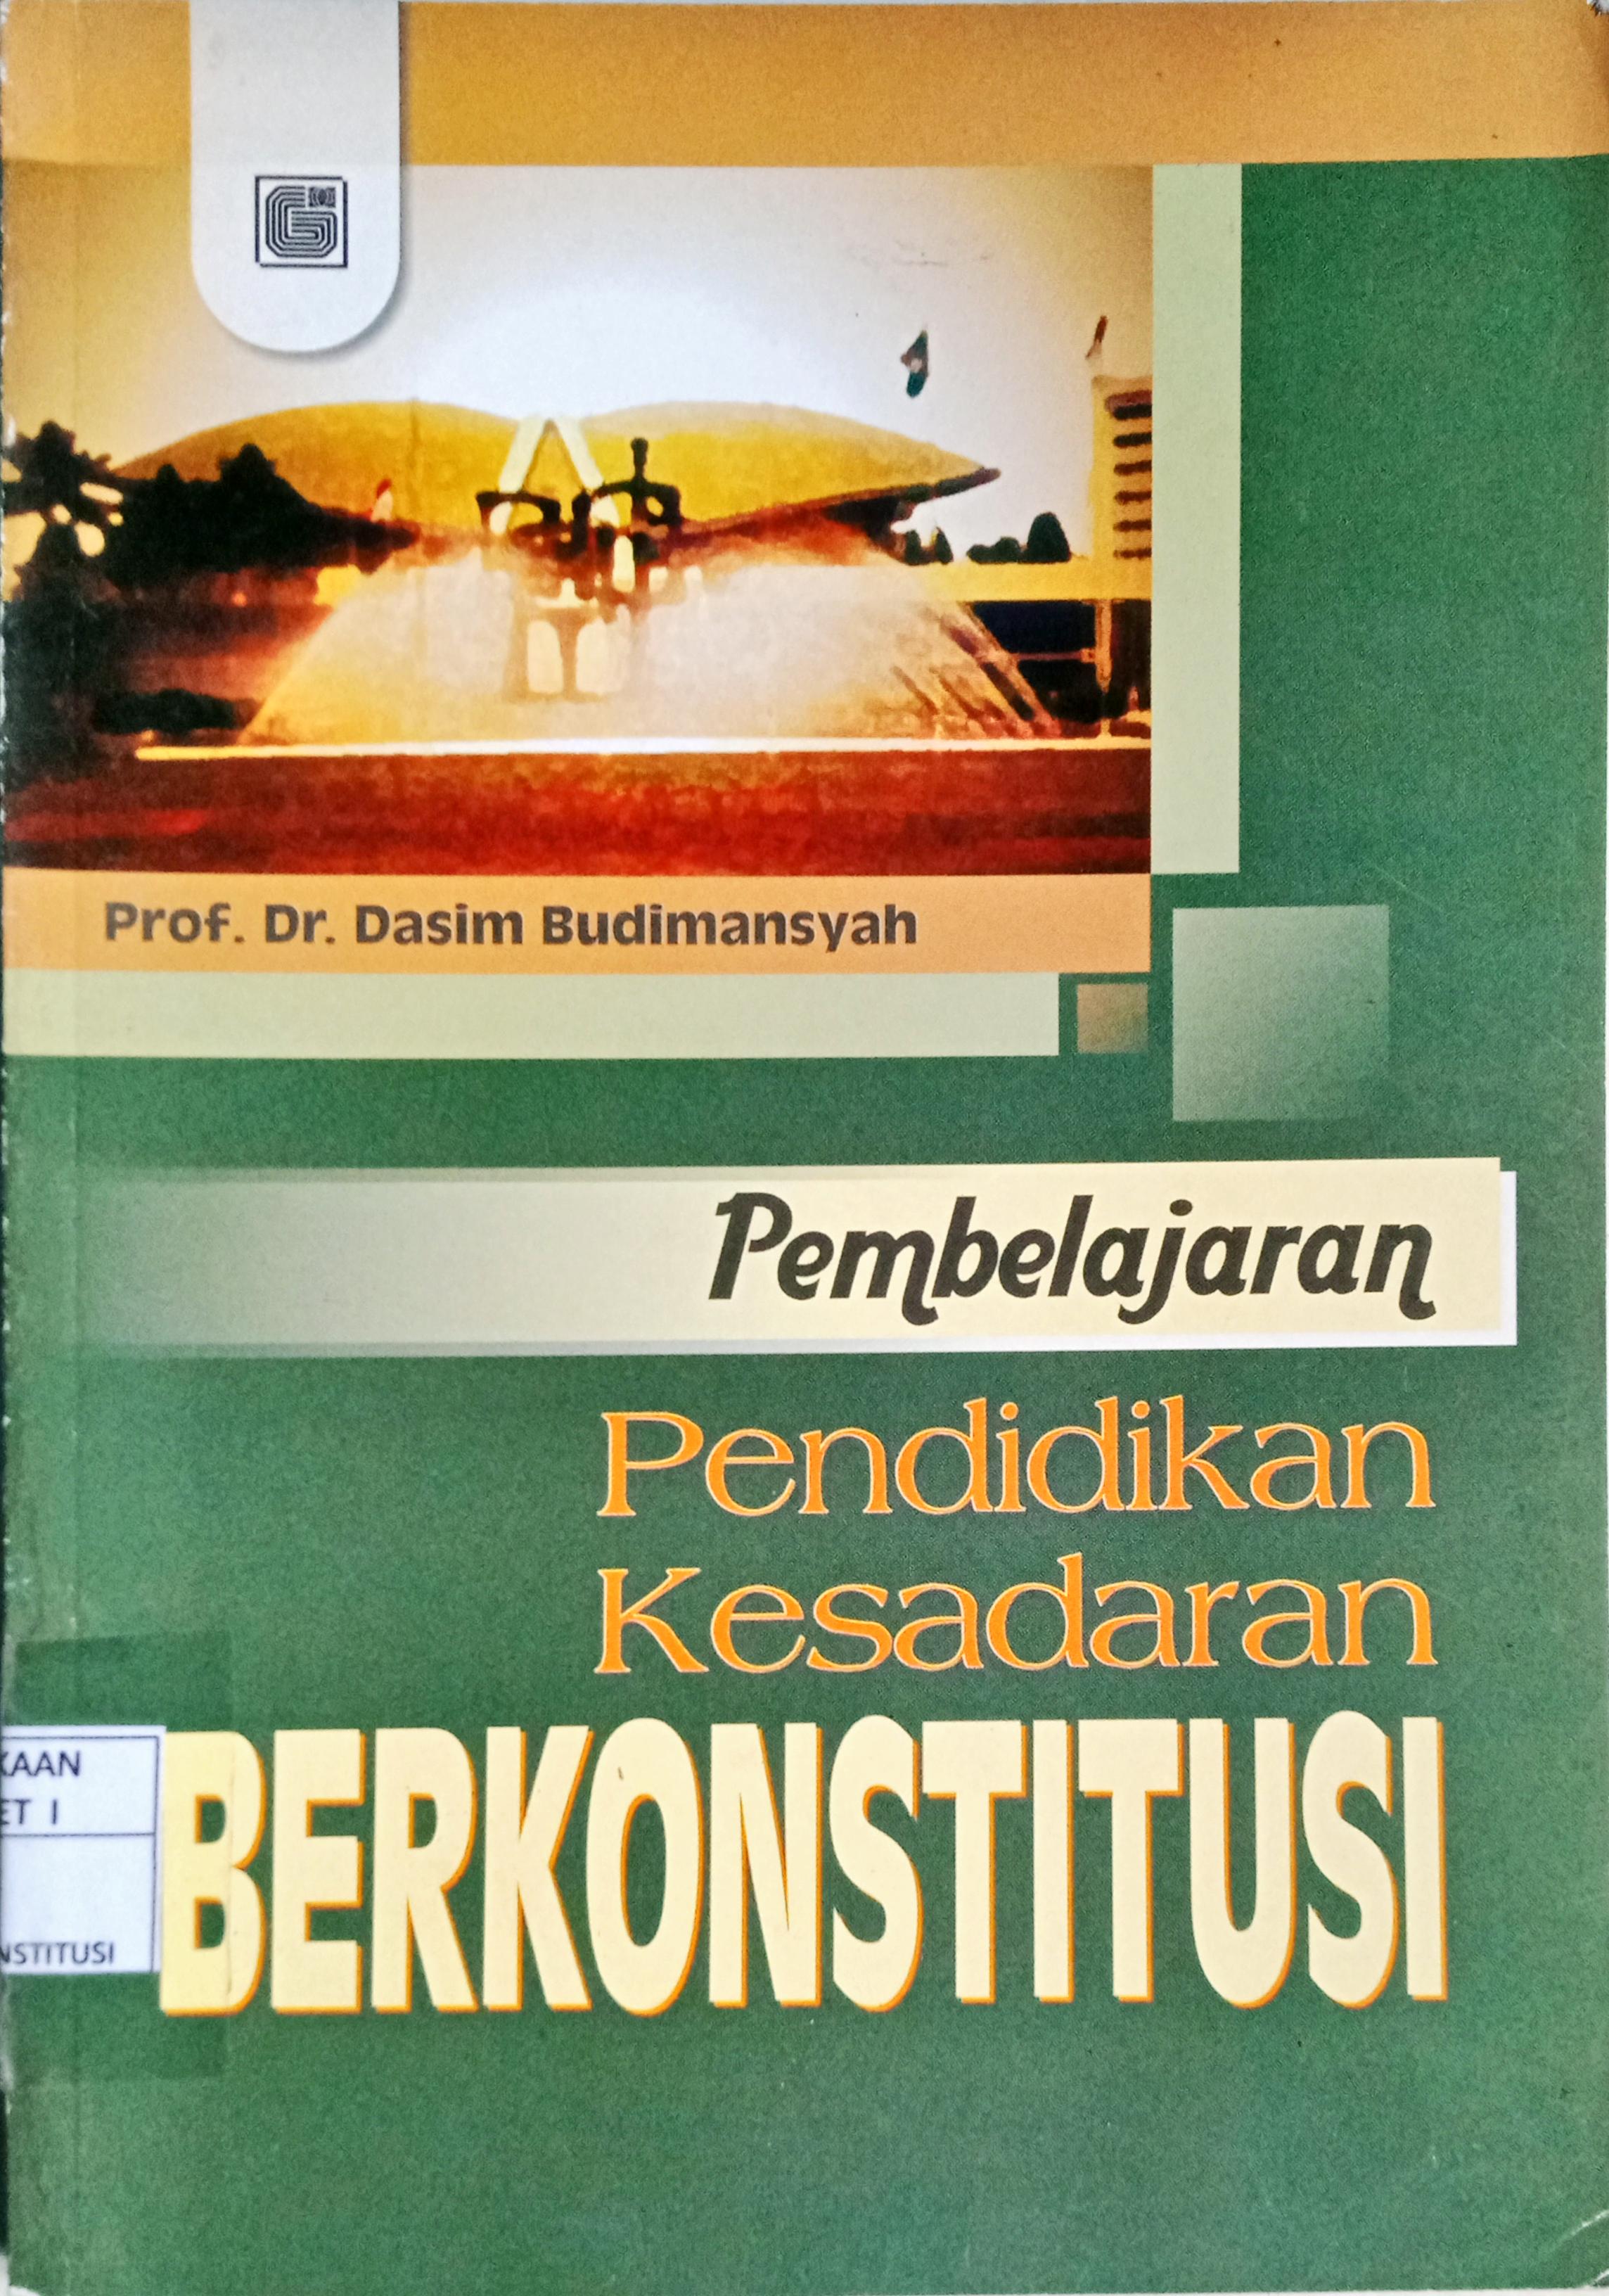 Prof. Dr. Dasim Budimansyah
Pembelajaran
Pendidikan
Kesadaran
BERKONSTITUSI
KAAN
ET I
NSTITUSI